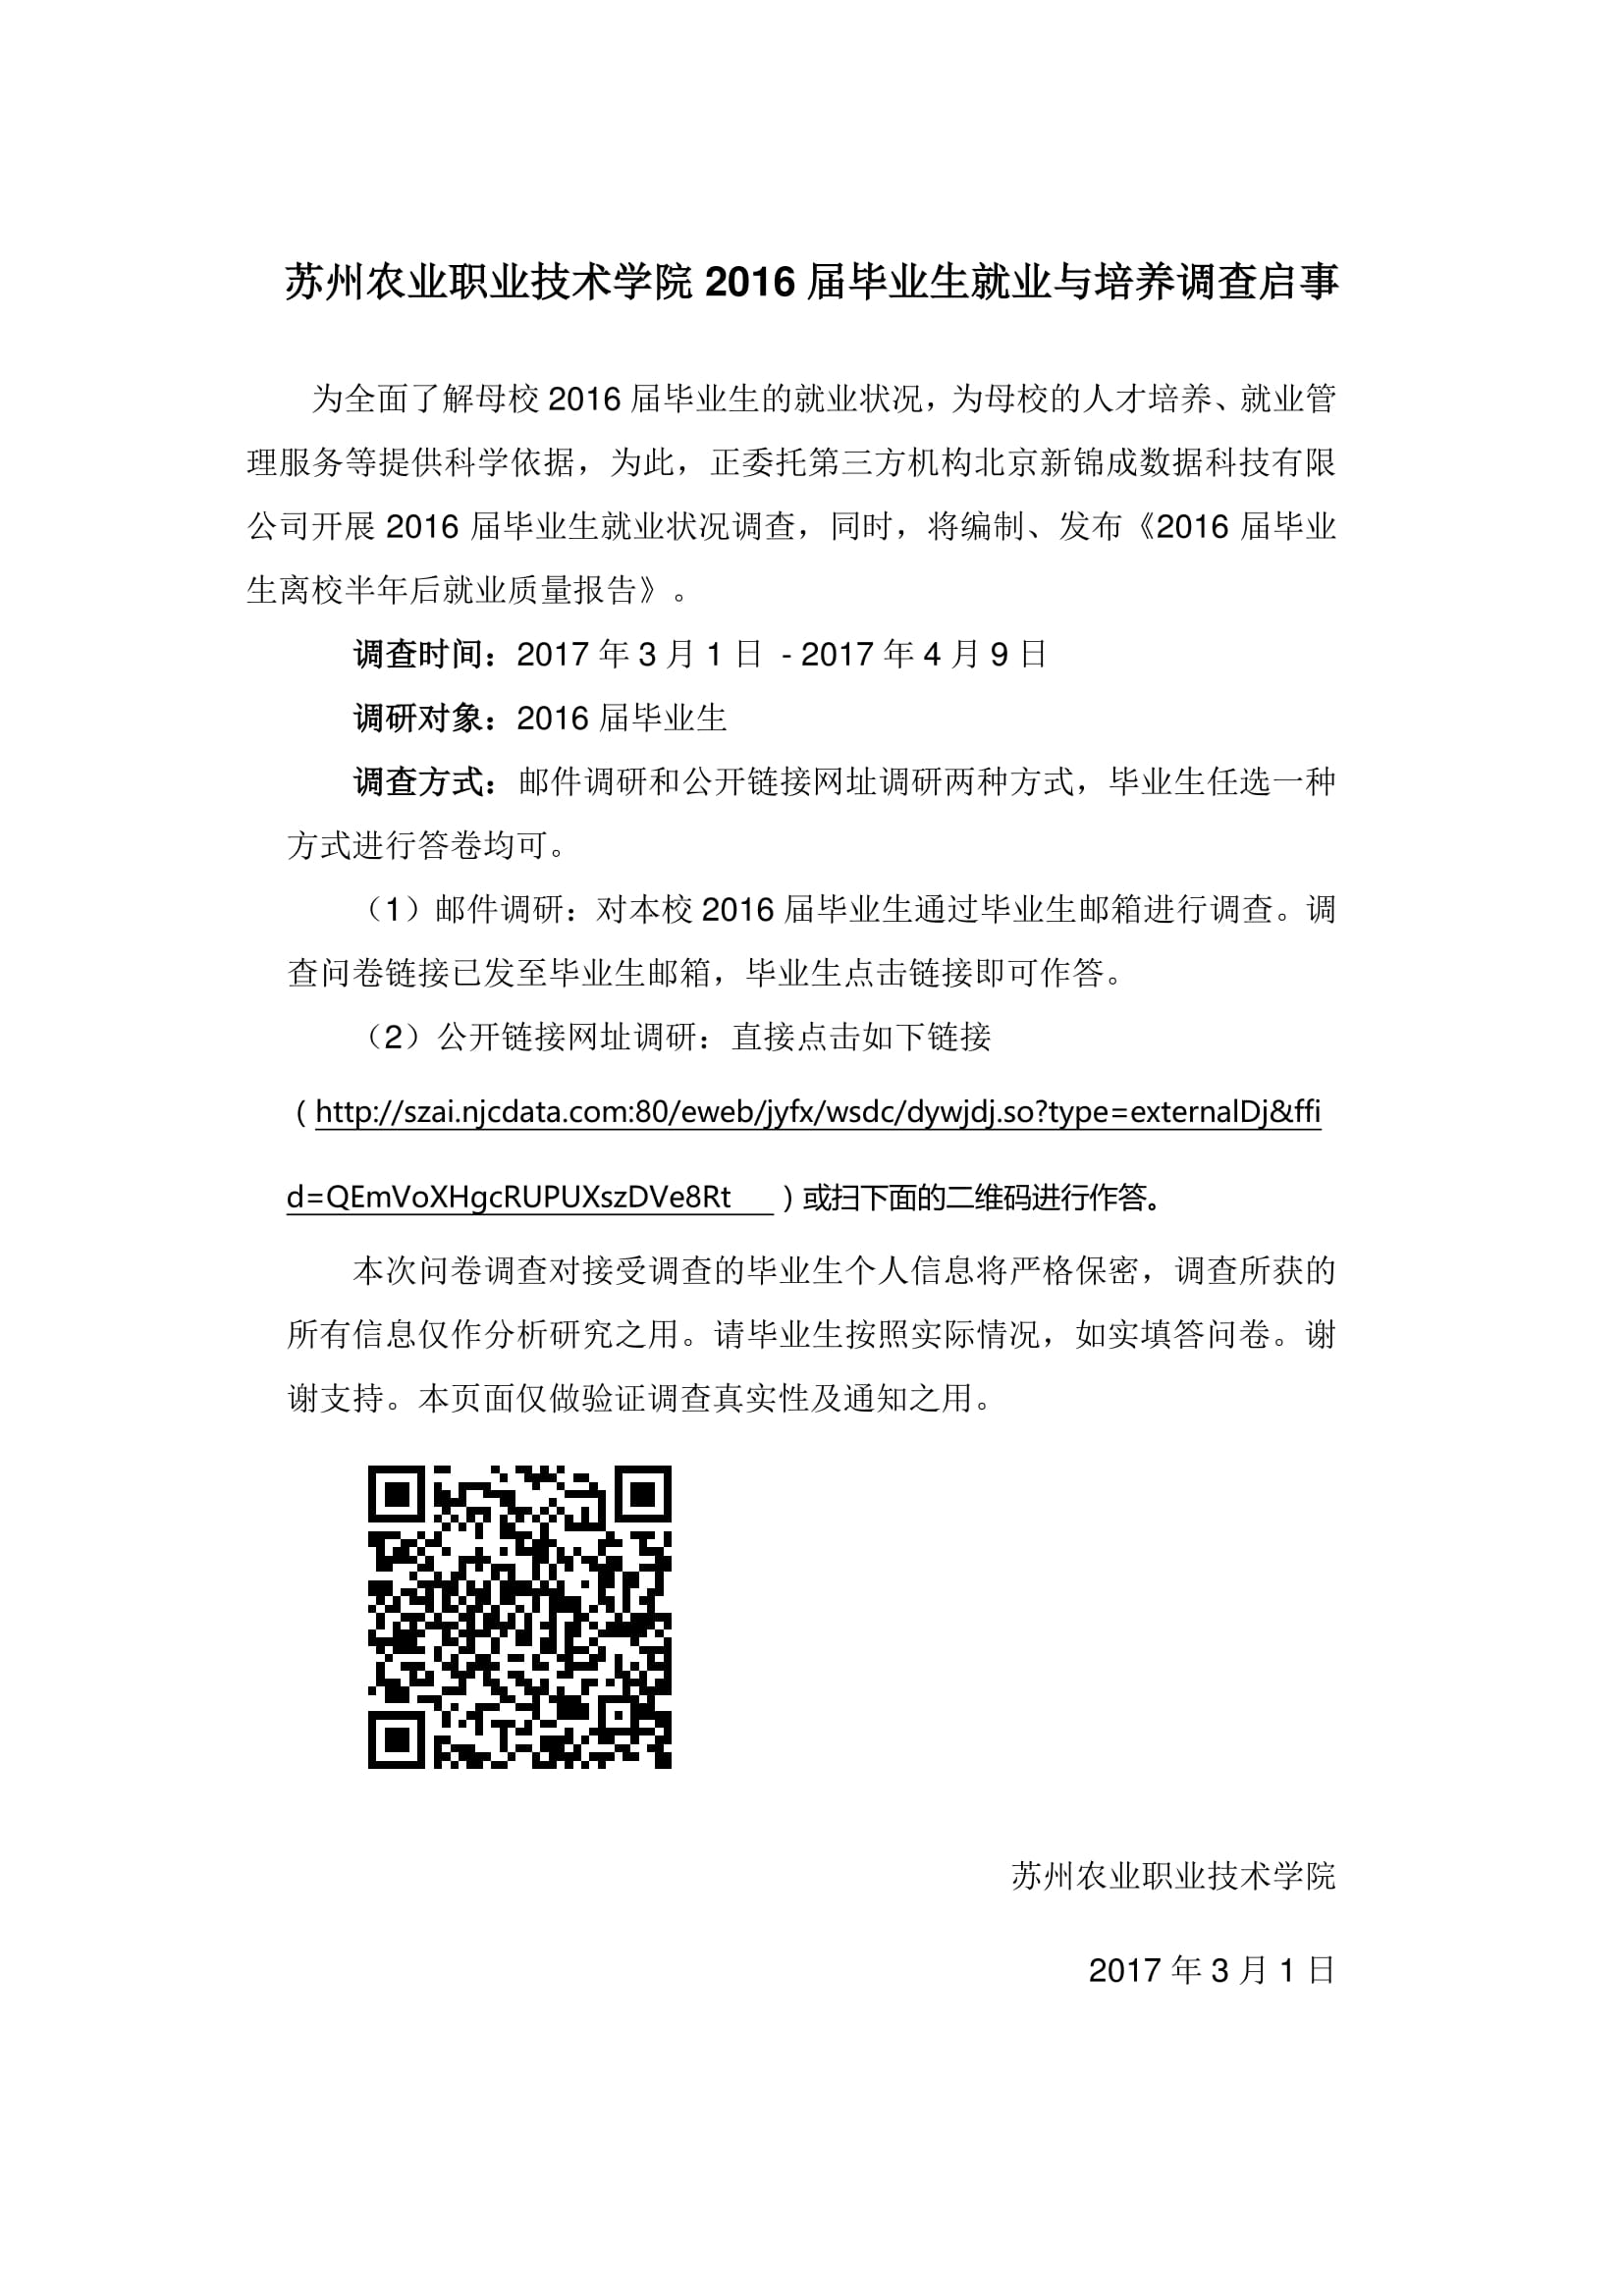 苏州农业职业技术学院 2016 届毕业生就业与培养调查启事
为全面了解母校 2016 届毕业生的就业状况，为母校的人才培养、就业管
理服务等提供科学依据，为此，正委托第三方机构北京新锦成数据科技有限
公司开展 2016 届毕业生就业状况调查，同时，将编制、发布《2016 届毕业
生离校半年后就业质量报告》。
调查时间：2017 年 3 月 1 日 - 2017 年 4 月 9 日
调研对象：2016 届毕业生
调查方式：邮件调研和公开链接网址调研两种方式，毕业生任选一种
方式进行答卷均可。
（1）邮件调研：对本校 2016 届毕业生通过毕业生邮箱进行调查。调
查问卷链接已发至毕业生邮箱，毕业生点击链接即可作答。
（2）公开链接网址调研：直接点击如下链接
（http://szai.njcdata.com:80/eweb/jyfx/wsdc/dywjdj.so?type=externalDj&ffi
d=QEmVoXHgcRUPUXszDVe8Rt ）或扫下面的二维码进行作答。
本次问卷调查对接受调查的毕业生个人信息将严格保密，调查所获的
所有信息仅作分析研究之用。请毕业生按照实际情况，如实填答问卷。谢
谢支持。本页面仅做验证调查真实性及通知之用。
苏州农业职业技术学院
2017 年 3 月 1 日